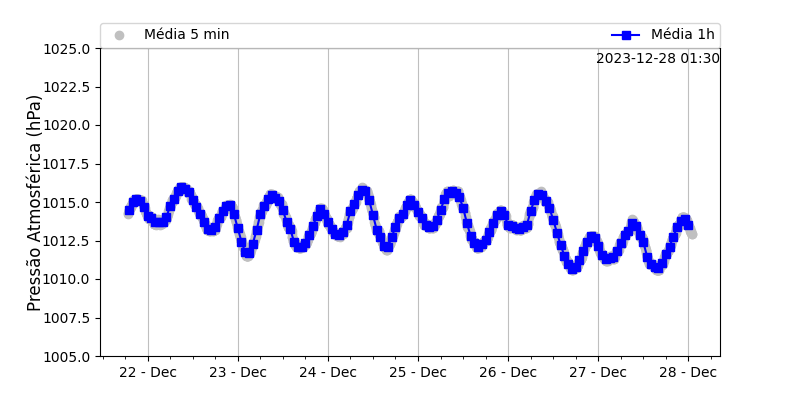 Média 5 min
Média 1h
2023-12-28 01:30
Pressão Atmosférica (hPa)
1025.0
1022.5
1020.0
1017.5
1015.0
1012.5
1010.0
1007.5
1005.0
22 - Dec
23 - Dec
24 - Dec
25 - Dec
26 - Dec
27 - Dec
28 - Dec